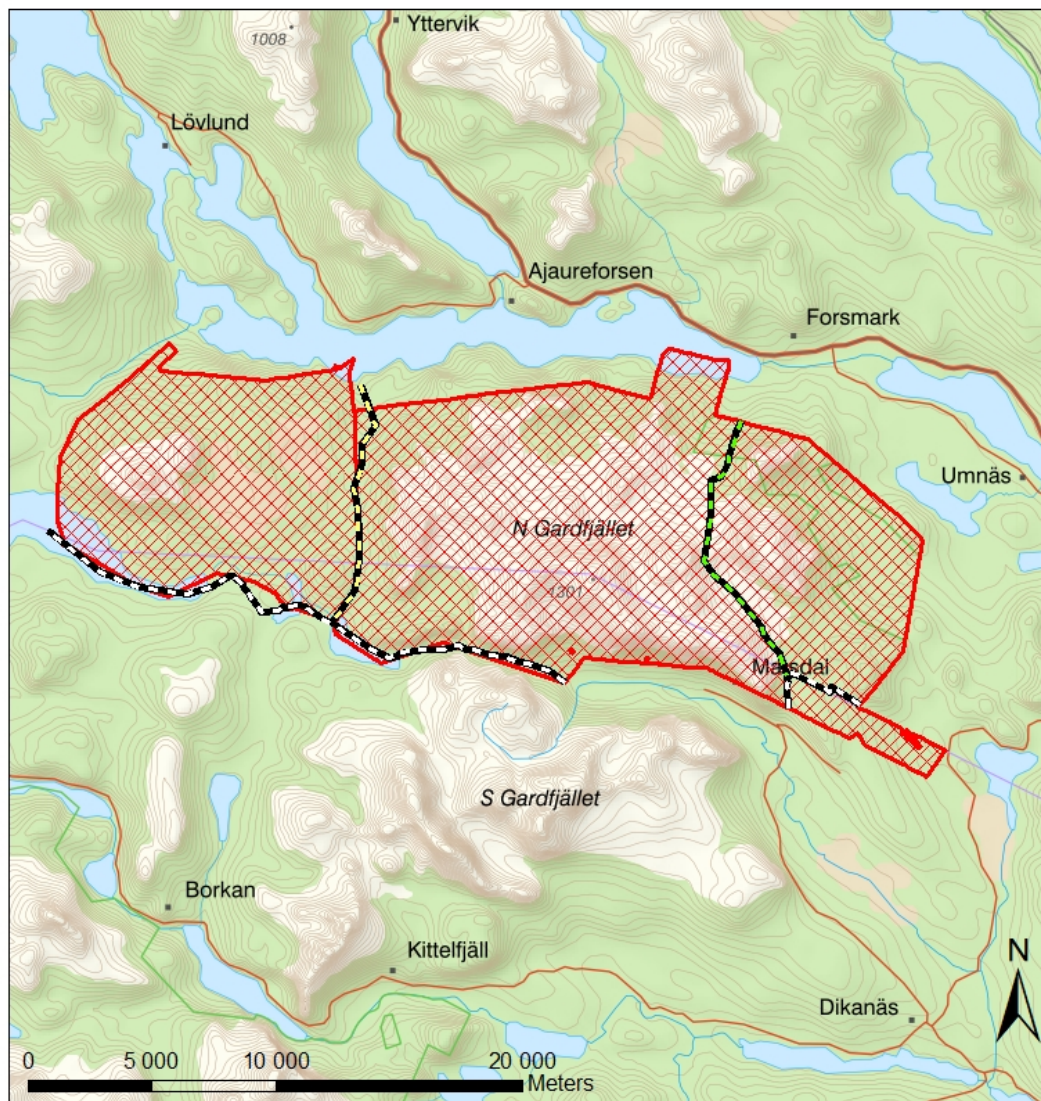 Yttervik
1008
Lövlund
Ajaureforsen
Forsmark
Umnäs
N Gardfjället
1301
Marsdal
S Gardfjället
Borkan
Kittelfjäll
N
Dikanäs
0 5 000 10 000 20 000
Meters